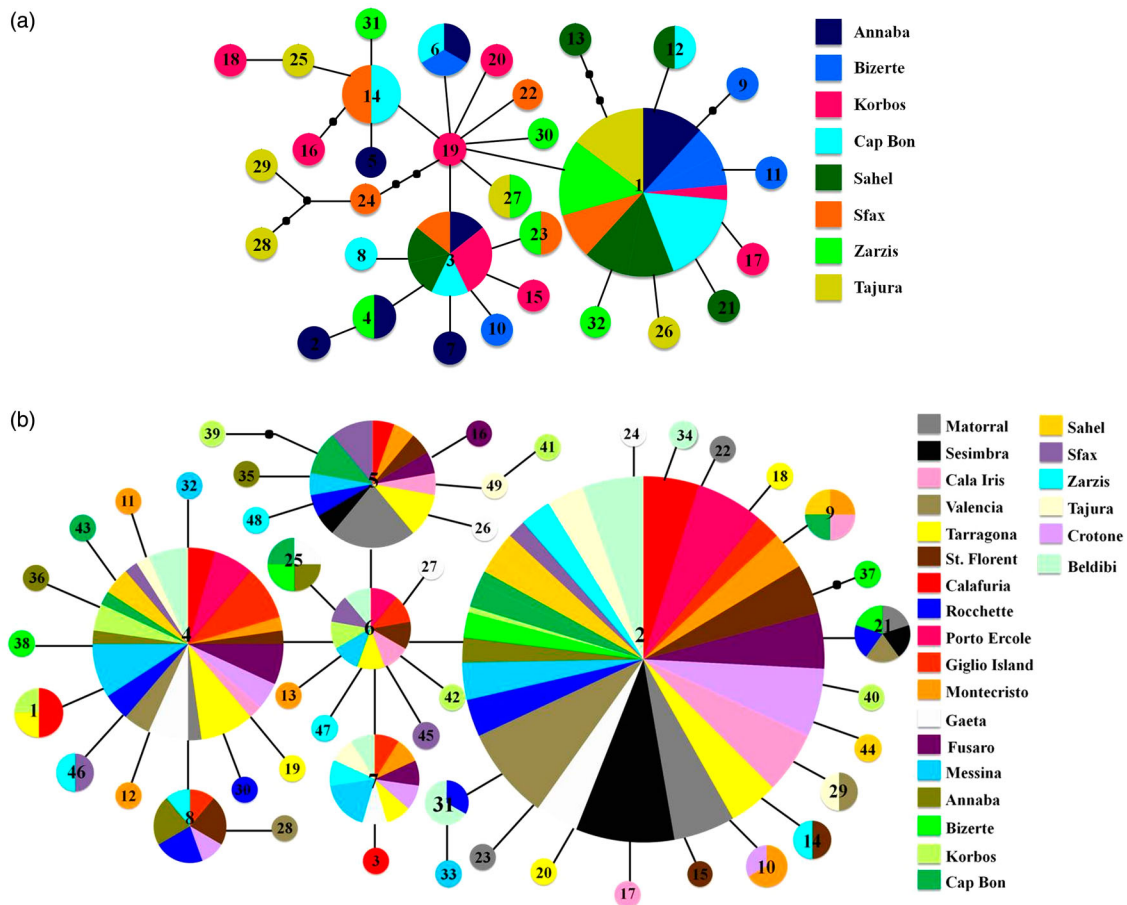 (a)
31
18
25
6
20
13
12
14
22
9
16
5
19
30
1
11
29
24
27
28
8
3
23
17
4
15
21
2
7
10
32
26
Annaba
Bizerte
Korbos
Cap Bon
Sahel
Sfax
Zarzis
Tajura
(b)
39
16
24
34
22
41
18
11
32
35
5
49
9
43
48
26
36
25
27
37
38
4
6
2
21
1
13
42
40
46
12
30
19
47
45
44
8
28
7
31
29
3
33
23
20
17
15
10
14
Matorral
Sesimbra
Cala Iris
Valencia
Tarragona
St. Florent
Calafuria
Rocchette
Porto Ercole
Giglio Island
Montecristo
Gaeta
Fusaro
Messina
Annaba
Bizerte
Korbos
Cap Bon
Sahel
Sfax
Zarzis
Tajura
Crotone
Beldibi